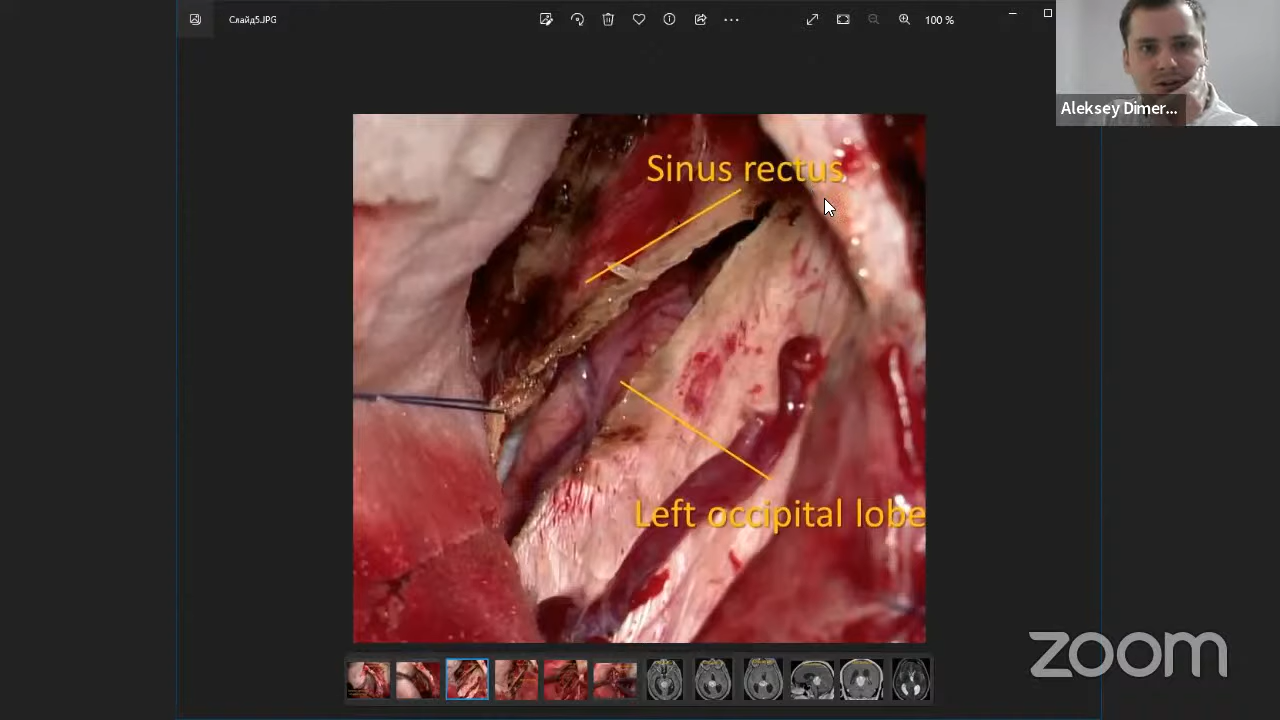 Слайд5.JPG
100 %
Aleksey Dimer...
Sinus rectus
Left occipital lobe
zoom